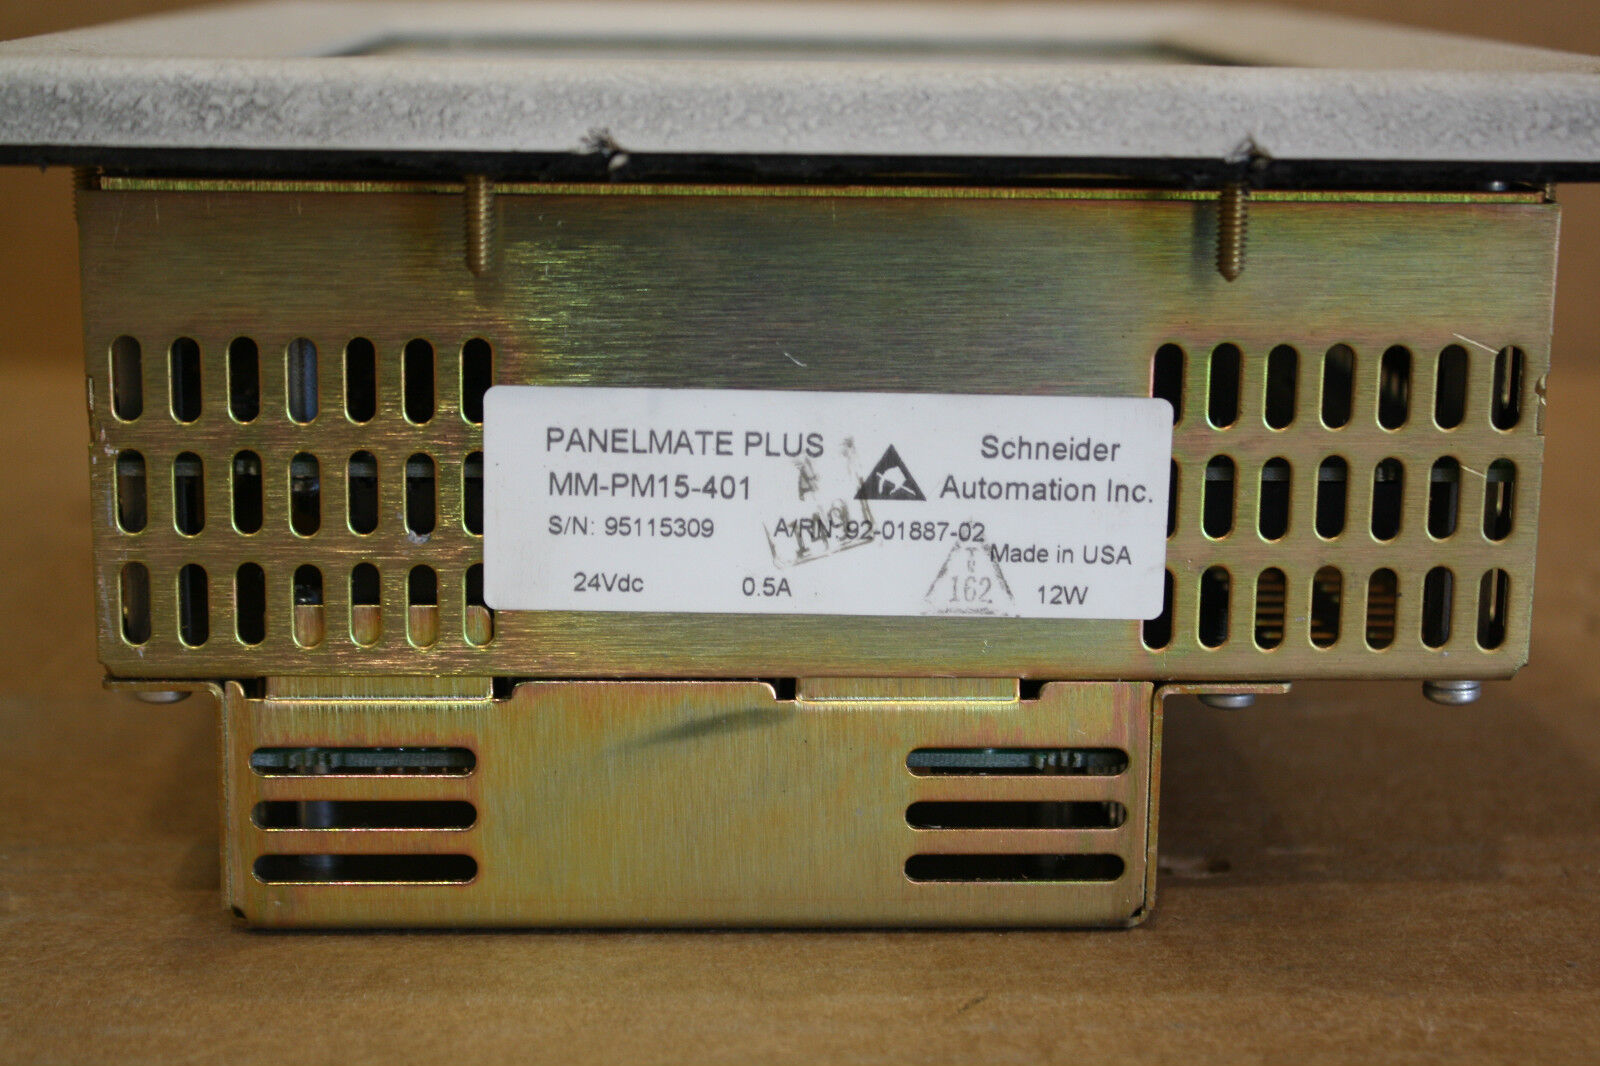 PANELMATE PLUS
MM-PM15-401
Schneider
Automation Inc.
S/N: 95115309 A/RN: 92-01887-02
Made in USA
24Vdc 0.5A 12W
162